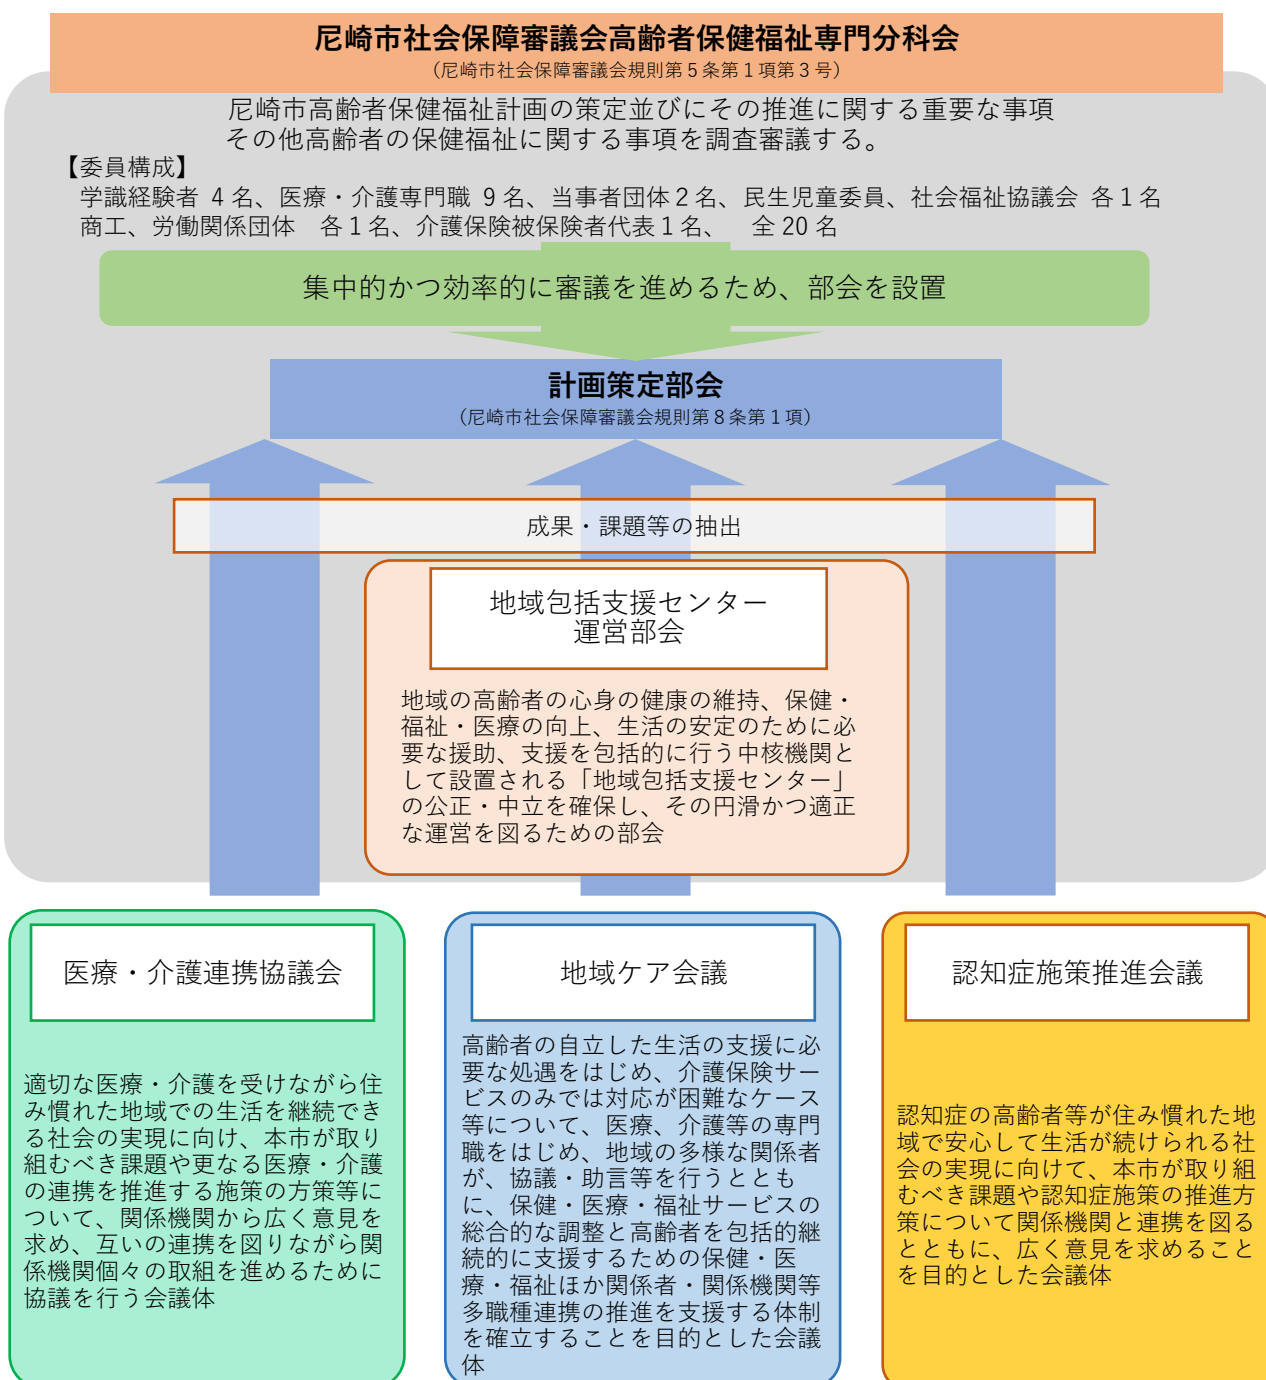 尼崎市社会保障審議会高齢者保健福祉専門分科会
（尼崎市社会保障審議会規則第５条第１項第３号）
尼崎市高齢者保健福祉計画の策定並びにその推進に関する重要な事項
その他高齢者の保健福祉に関する事項を調査審議する。
【委員構成】
学識経験者 4 名、医療・介護専門職 9 名、当事者団体２名、民生児童委員、社会福祉協議会 各１名
商工、労働関係団体　各１名、介護保険被保険者代表１名、　全 20 名
集中的かつ効率的に審議を進めるため、部会を設置
計画策定部会
（尼崎市社会保障審議会規則第８条第１項）
成果・課題等の抽出
地域包括支援センター
運営部会
地域の高齢者の心身の健康の維持、保健・
福祉・医療の向上、生活の安定のために必
要な援助、支援を包括的に行う中核機関と
して設置される「地域包括支援センター」
の公正・中立を確保し、その円滑かつ適正
な運営を図るための部会
医療・介護連携協議会
適切な医療・介護を受けながら住
み慣れた地域での生活を継続でき
る社会の実現に向け、本市が取り
組むべき課題や更なる医療・介護
の連携を推進する施策の方策等に
ついて、関係機関から広く意見を
求め、互いの連携を図りながら関
係機関個々の取組を進めるために
協議を行う会議体
地域ケア会議
高齢者の自立した生活の支援に必
要な処遇をはじめ、介護保険サー
ビスのみでは対応が困難なケース
等について、医療、介護等の専門
職をはじめ、地域の多様な関係者
が、協議・助言等を行うととも
に、保健・医療・福祉サービスの
総合的な調整と高齢者を包括的継
続的に支援するための保健・医
療・福祉ほか関係者・関係機関等
多職種連携の推進を支援する体制
を確立することを目的とした会議
体
認知症施策推進会議
認知症の高齢者等が住み慣れた地
域で安心して生活が続けられる社
会の実現に向けて、本市が取り組
むべき課題や認知症施策の推進方
策について関係機関と連携を図る
とともに、広く意見を求めること
を目的とした会議体